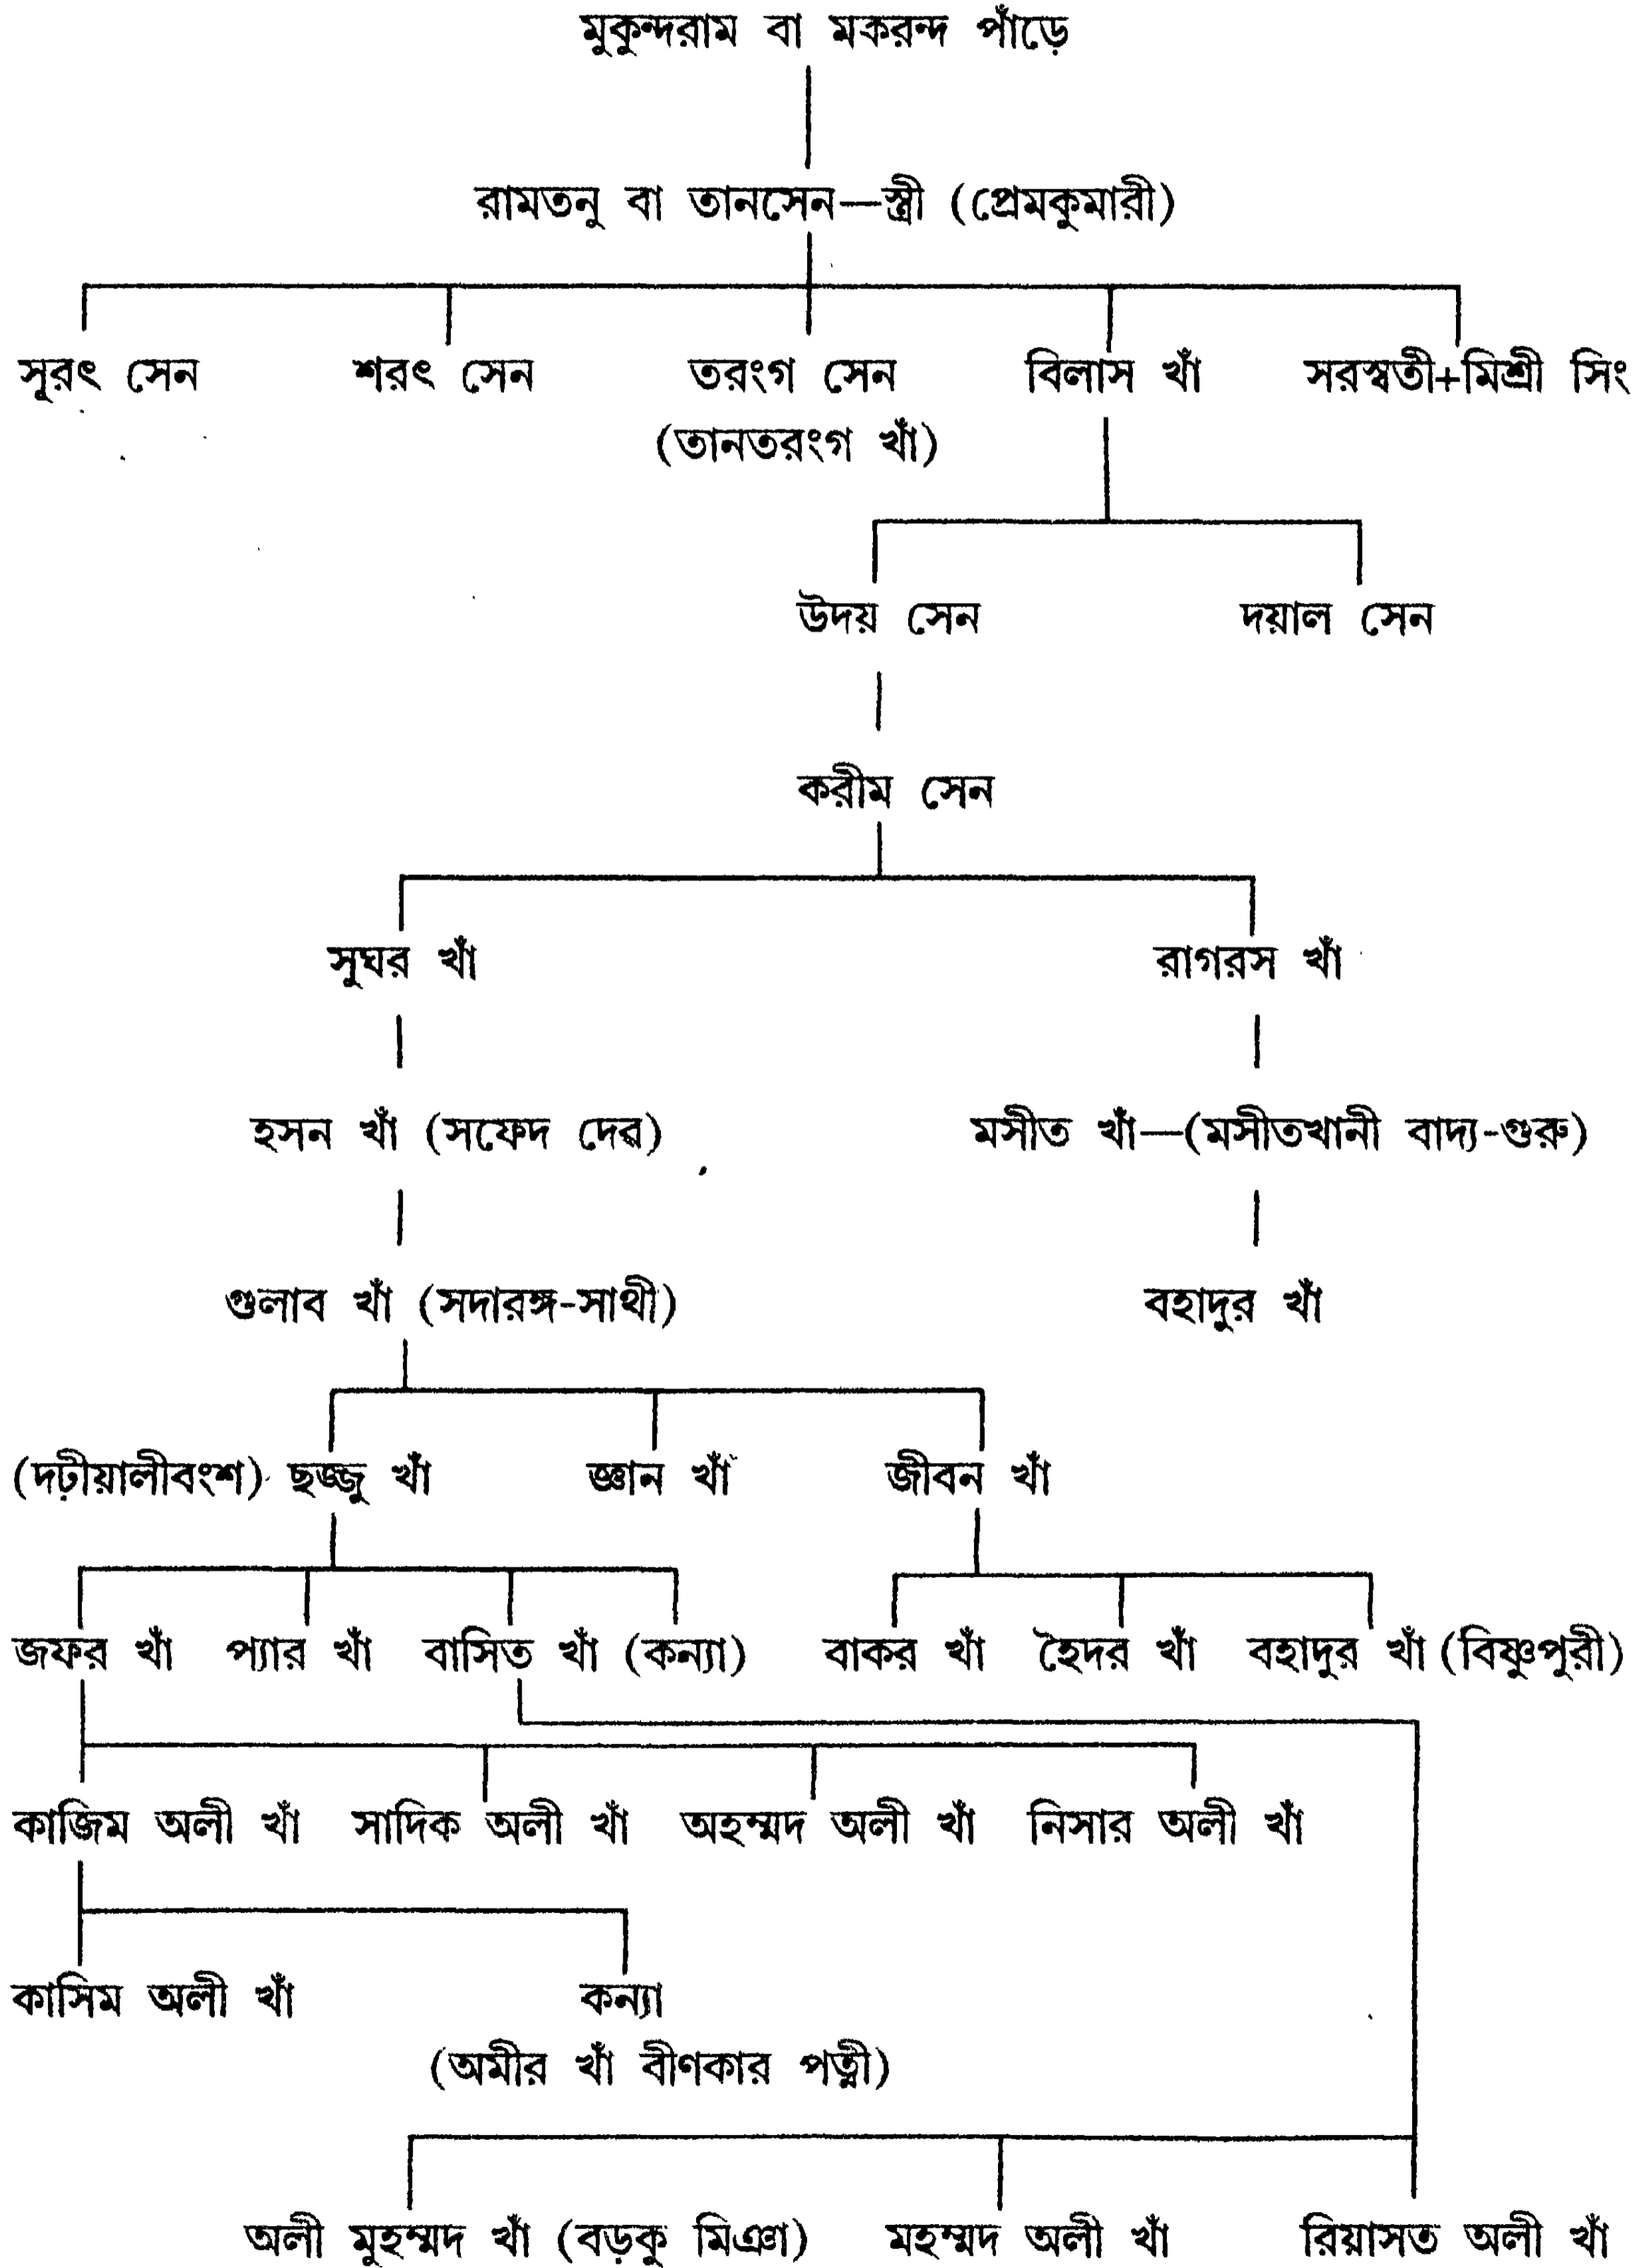 মুকুন্দরাম বা মকরন্দ পাঁড়ে
রামতনু বা তানসেন—স্ত্রী (প্রেমকুমারী)
সূরৎ সেন শরৎ সেন তরংগ সেন বিলাস খাঁ সরস্বতী+মিশ্রী সিং
(তানতরংগ খাঁ)
উদয় সেন দয়াল সেন
করীম সেন
সুঘর খাঁ রাগরস খাঁ
হসন খাঁ (সফেদ দেৱ) মসীত খাঁ—(মসীতখানী বাদ্য-গুরু)
গুলাব খাঁ (সদারঙ্গ-সাথী) বহাদুর খাঁ
(দঢ়ীয়ালীবংশ) ছজ্জু খাঁ জ্ঞান খাঁ জীবন খাঁ
জফর খাঁ প্যার খাঁ বাসিত খাঁ (কন্যা) বাকর খাঁ হৈদর খাঁ বহাদুর খাঁ (বিষ্ণুপুরী)
কাজিম অলী খাঁ সাদিক অলী খাঁ অহম্মদ অলী খাঁ নিসার অলী খাঁ
কাসিম অলী খাঁ কন্যা
(অমীর খাঁ বীণকার পত্নী)
অলী মুহম্মদ খাঁ (বড়কু মিঞা) মহম্মদ অলী খাঁ রিয়াসত অলী খাঁ